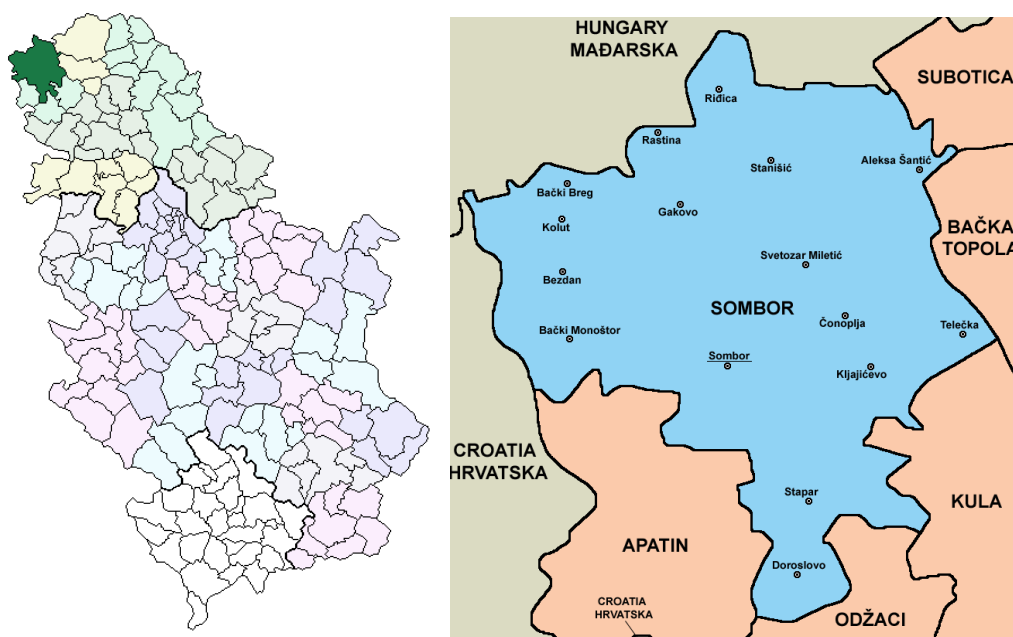 HUNGARY
MAĐARSKA
SUBOTICA
Riđica
Rastina
Stanišić
Aleksa Šantić
Bački Breg
Gakovo
Kolut
BAČKA
TOPOLA
Svetozar Miletić
Bezdan
SOMBOR
Čonoplja
Telečka
Bački Monoštor
Sombor
Kljajićevo
CROATIA
HRVATSKA
Stapar
KULA
APATIN
Doroslovo
CROATIA
HRVATSKA
ODŽACI